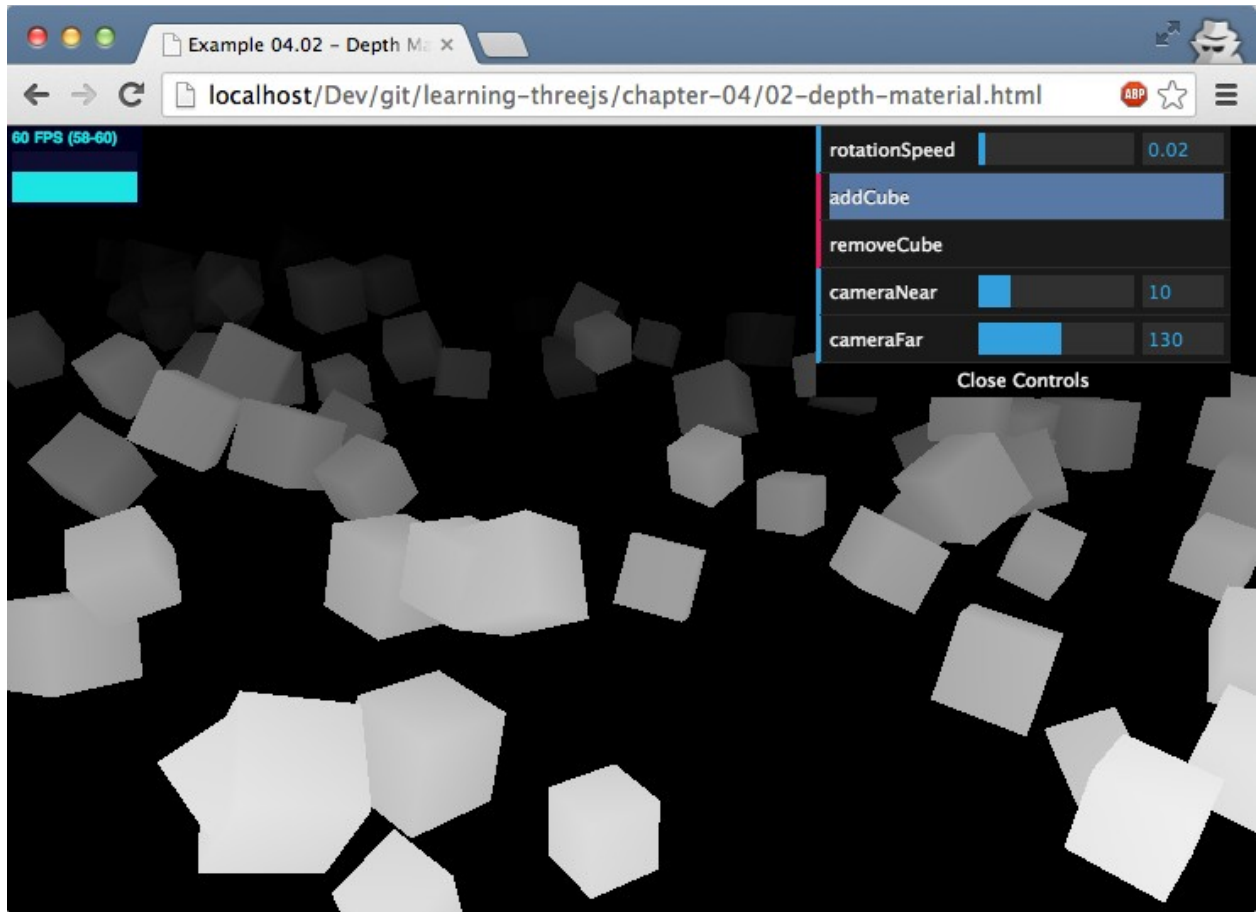 Example 04.02 – Depth Ma
localhost/Dev/git/learning-threejs/chapter-04/02-depth-material.html
ABP
60 FPS (58-60)
rotationSpeed 0.02
addCube
removeCube
cameraNear 10
cameraFar 130
Close Controls